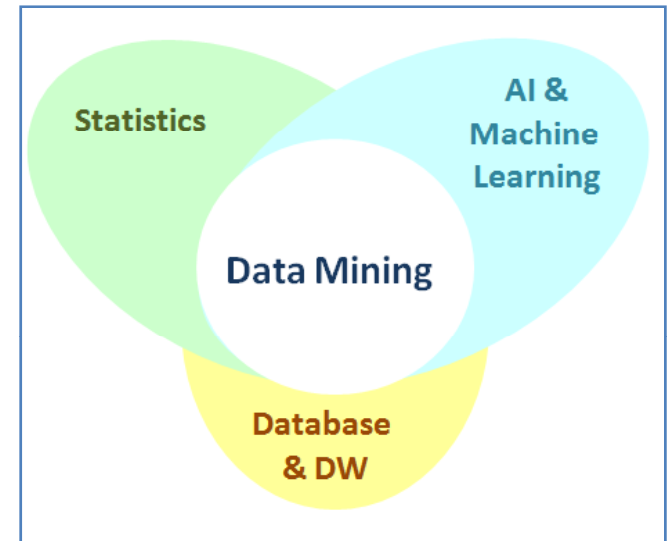 Statistics
AI &
Machine
Learning
Data Mining
Database
& DW